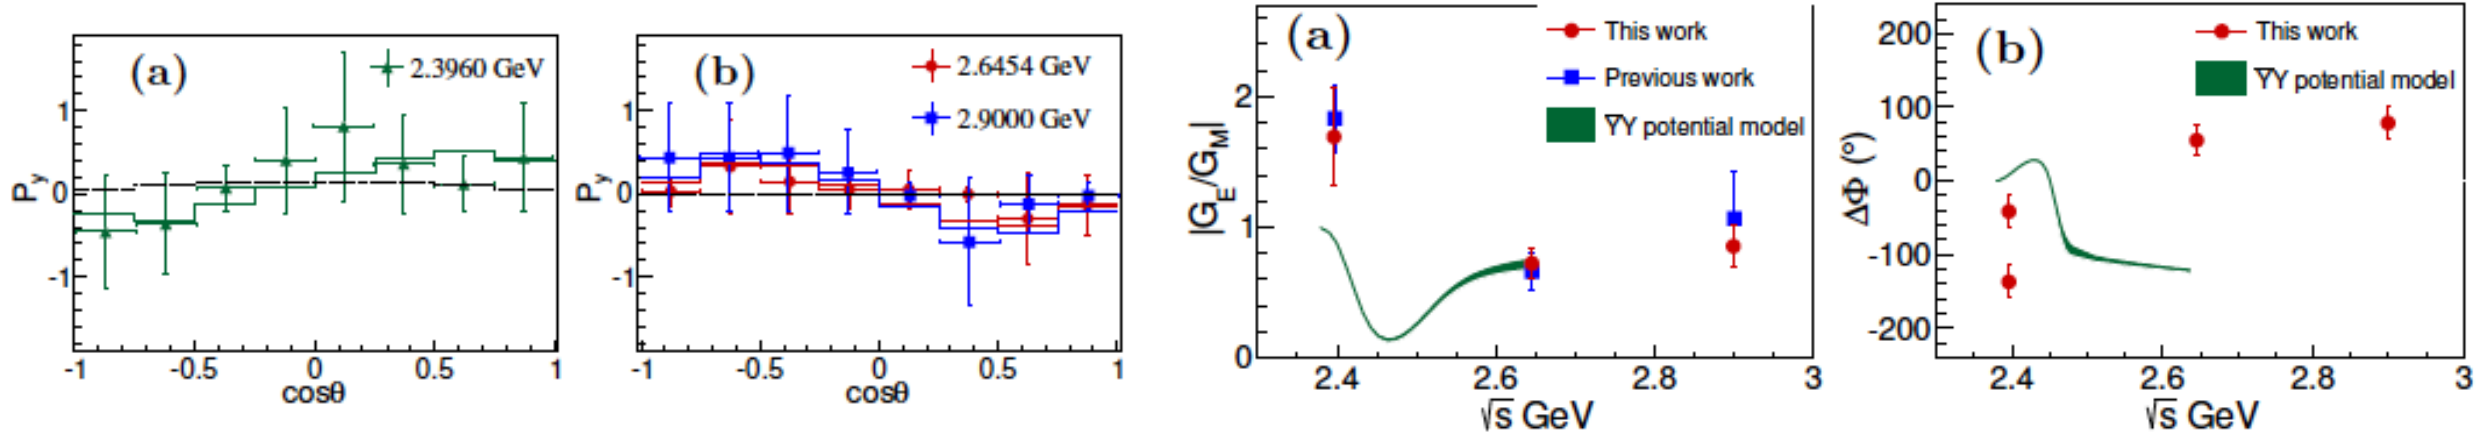 (a)
2.3960 GeV
1
0
-1
P_y
-1
-0.5
0
0.5
1
cosθ
(b)
2.6454 GeV
2.9000 GeV
1
0
-1
P_y
-1
-0.5
0
0.5
1
cosθ
(a)
This work
Previous work
Y̅Y potential model
2
1
0
|G_E/G_M|
2.4
2.6
2.8
3
√s GeV
(b)
This work
Y̅Y potential model
200
100
0
-100
-200
ΔΦ (°)
2.4
2.6
2.8
3
√s GeV